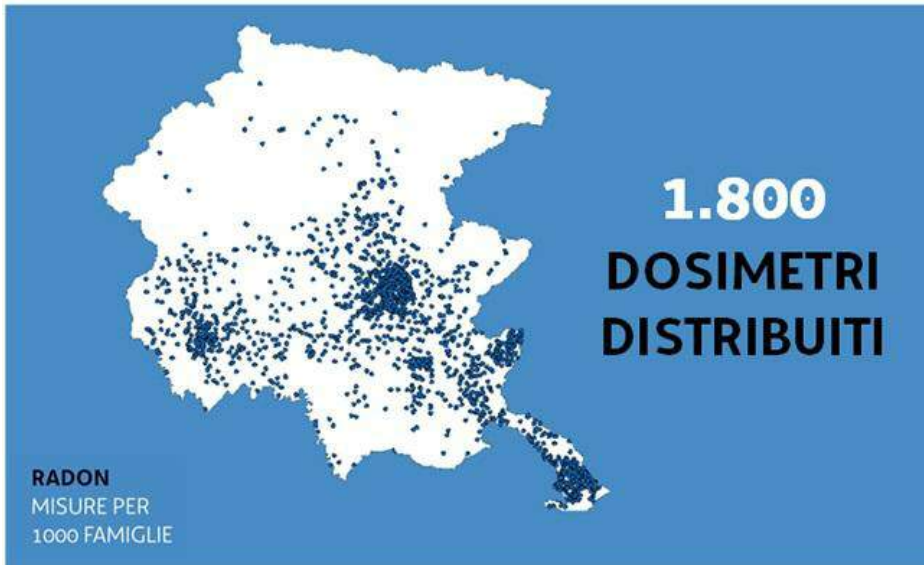 1.800
DOSIMETRI
DISTRIBUITI
RADON
MISURE PER
1000 FAMIGLIE